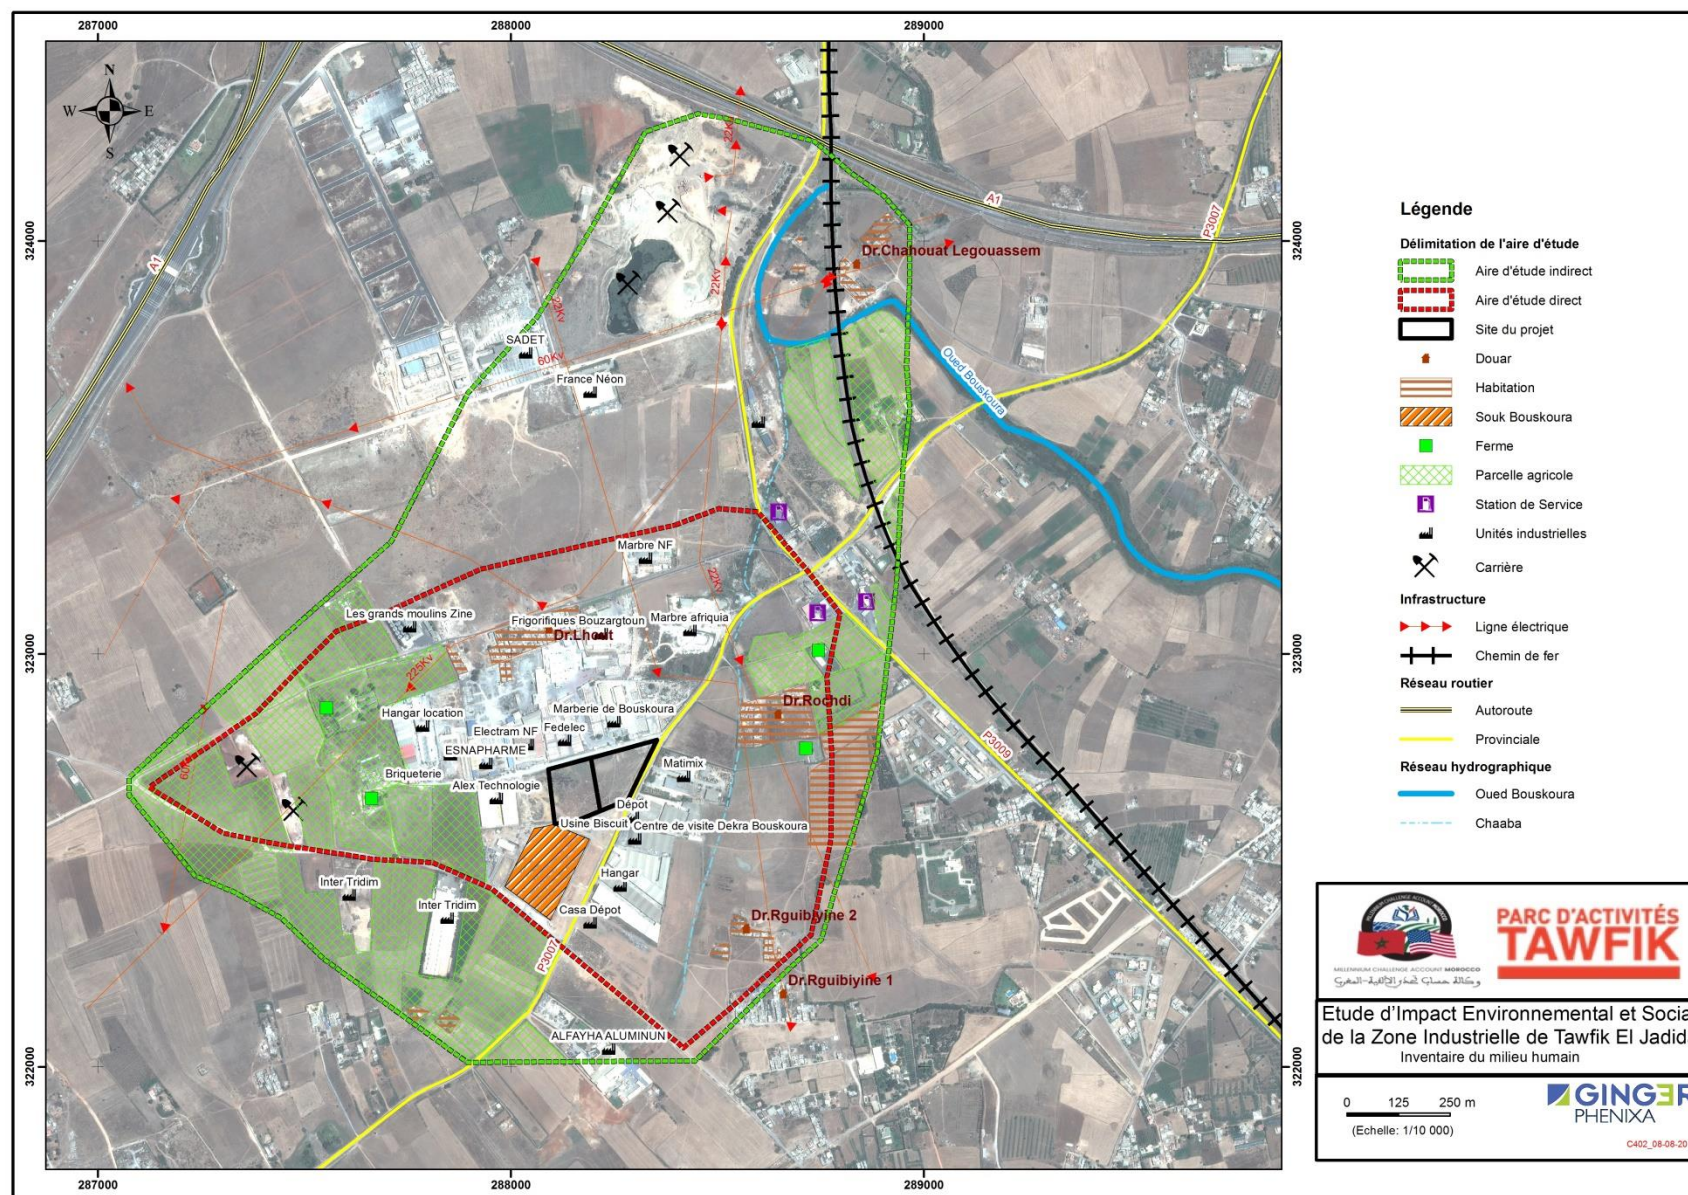 287000
288000
289000
N
W
E
S
324000
323000
322000
324000
323000
322000
287000
288000
289000
A1
A1
P3007
22Kv
22Kv
22Kv
60Kv
Dr.Chanouat Legouassem
Oued Bouskoura
SADET
France Néon
Marbre NF
22Kv
Les grands moulins Zine
Frigorifiques Bouzargtoun
Marbre afriquia
Dr.Lhoit
225Kv
Hangar location
Marberie de Bouskoura
Dr.Rochdi
Electram NF
Fedelec
ESNAPHARME
Briqueterie
Matimix
Alex Technologie
Dépot
Usine Biscuit
Centre de visite Dekra Bouskoura
P3009
Hangar
Inter Tridim
Inter Tridim
Casa Dépot
Dr.Rguibiyine 2
P3007
Dr.Rguibiyine 1
ALFAYHA ALUMINUN
Légende
Délimitation de l'aire d'étude
Aire d'étude indirect
Aire d'étude direct
Site du projet
Douar
Habitation
Souk Bouskoura
Ferme
Parcelle agricole
Station de Service
Unités industrielles
Carrière
Infrastructure
Ligne électrique
Chemin de fer
Réseau routier
Autoroute
Provinciale
Réseau hydrographique
Oued Bouskoura
Chaaba
MILLENNIUM CHALLENGE ACCOUNT MOROCCO
PARC D'ACTIVITÉS
TAWFIK
Etude d'Impact Environnemental et Socia
de la Zone Industrielle de Tawfik El Jadid
Inventaire du milieu humain
0 125 250 m
(Echelle: 1/10 000)
GINGER
PHENIXA
C402_08-08-20